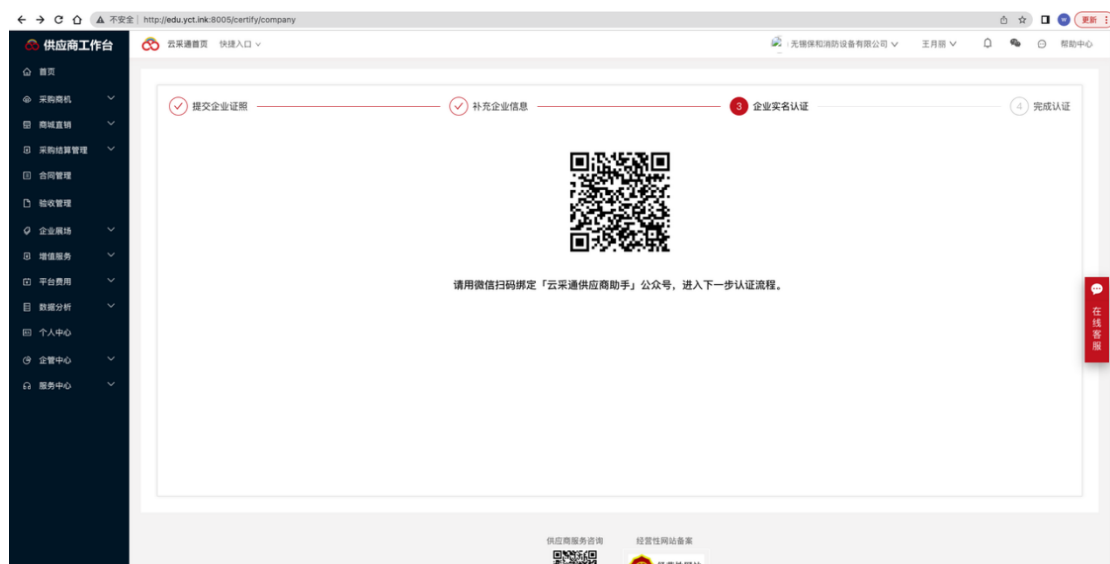 不安全 http://edu.yct.ink:8005/certify/company 更新
供应商工作台
云采通首页 快捷入口
无锡保和消防设备有限公司 王月丽 帮助中心
首页
采购商机
商城直销
采购结算管理
合同管理
验收管理
企业展场
增值服务
平台费用
数据分析
个人中心
企管中心
服务中心
提交企业证照
补充企业信息
3 企业实名认证
4 完成认证
请用微信扫码绑定「云采通供应商助手」公众号，进入下一步认证流程。
在线客服
供应商服务咨询 经营性网站备案